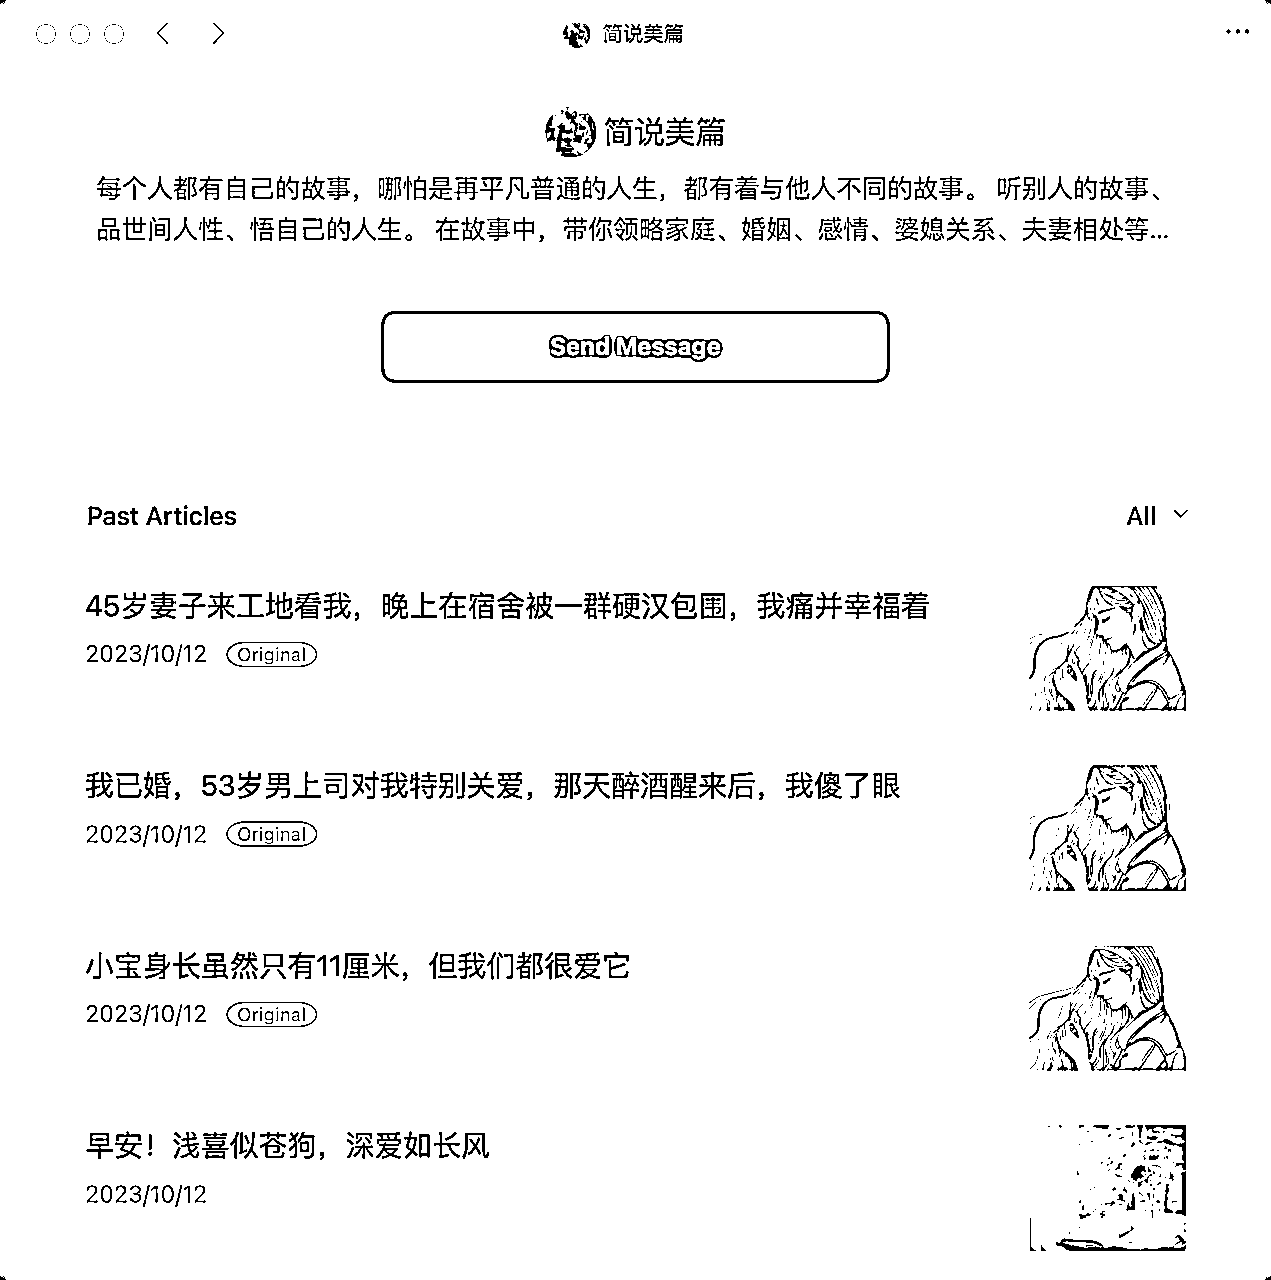 简说美篇
简说美篇
每个人都有自己的故事，哪怕是再平凡普通的人生，都有着与他人不同的故事。 听别人的故事、
品世间人性、悟自己的人生。 在故事中，带你领略家庭、婚姻、感情、婆媳关系、夫妻相处等...
Send Message
Past Articles
All
45岁妻子来工地看我，晚上在宿舍被一群硬汉包围，我痛并幸福着
2023/10/12 Original
我已婚，53岁男上司对我特别关爱，那天醉酒醒来后，我傻了眼
2023/10/12 Original
小宝身长虽然只有11厘米，但我们都很爱它
2023/10/12 Original
早安！浅喜似苍狗，深爱如长风
2023/10/12